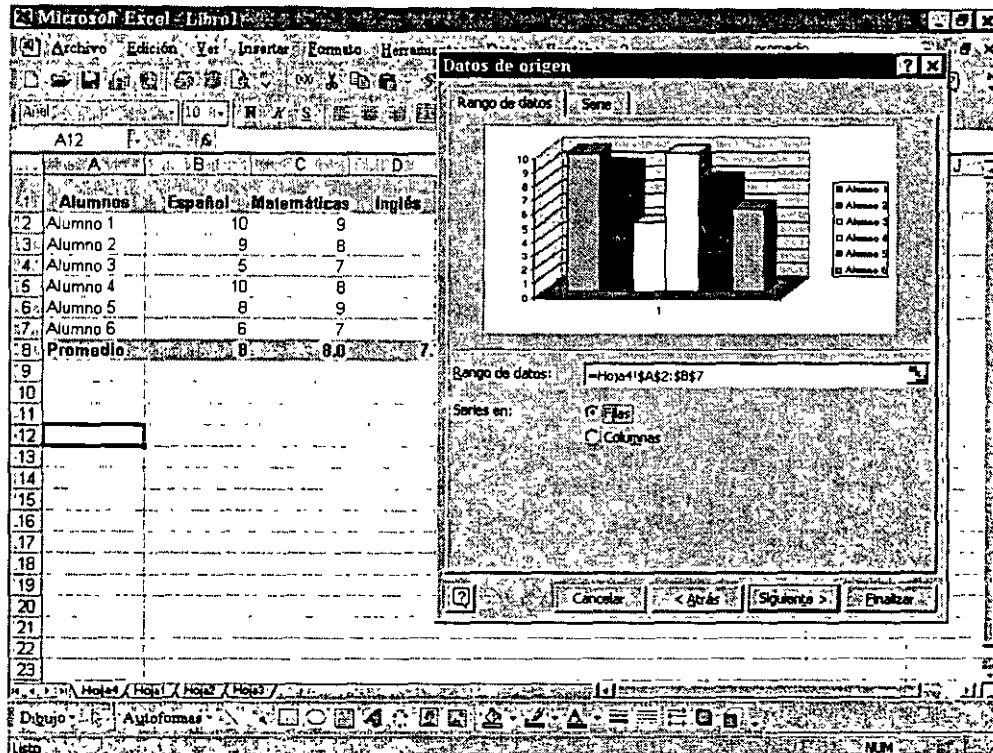 Microsoft Excel - Libro1
Archivo Edición Ver Insertar Formato
promedio
10 N K S
A12 fx
A B C D J
1 Alumnos Español Matemáticas Inglés
2 Alumno 1 10 9
3 Alumno 2 9 8
4 Alumno 3 5 7
5 Alumno 4 10 8
6 Alumno 5 8 9
7 Alumno 6 6 7
8 Promedio 8 8.0 7.
9
10
11
12
13
14
15
16
17
18
19
20
21
22
23
Hoja4 Hoja1 Hoja2 Hoja3
Dibujo Autoformas
Listo NUM
Datos de origen
Rango de datos Serie
10
9
8
7
6
5
4
3
2
1
0
1
Alumno 1
Alumno 2
Alumno 3
Alumno 4
Alumno 5
Alumno 6
Rango de datos: =Hoja4!$A$2:$B$7
Series en: Filas
Columnas
Cancelar < Atrás Siguiente > Finalizar